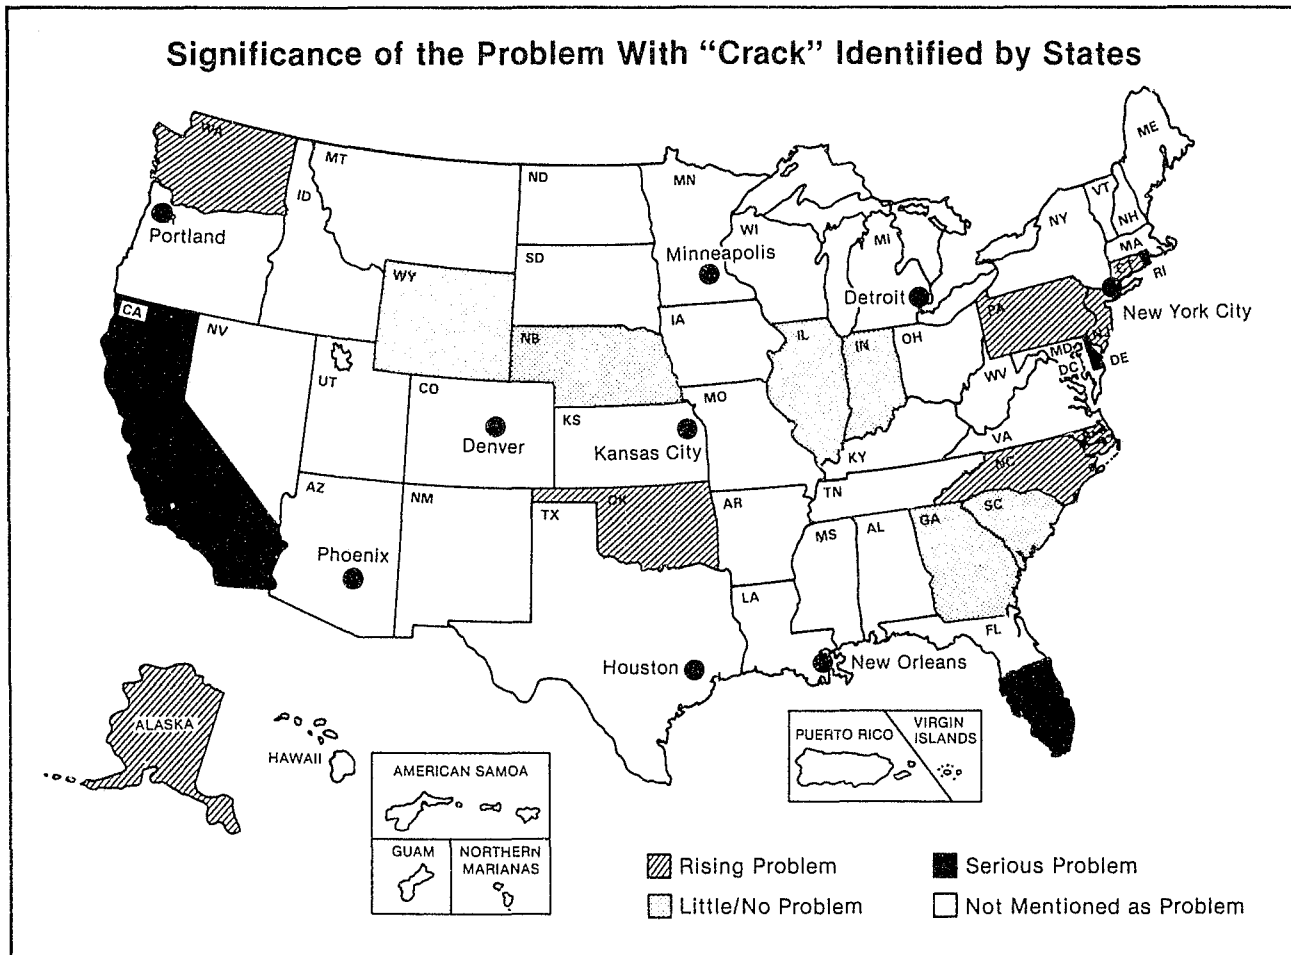 Significance of the Problem With “Crack” Identified by States
WA
MT
ID
ND
MN
ME
VT
NH
NY
MA
RI
CT
WI
MI
Portland
SD
Minneapolis
WY
Detroit
New York City
CA
NV
IA
PA
NB
IL
IN
OH
NJ
MD
DE
DC
WV
UT
CO
MO
KS
Denver
Kansas City
VA
KY
NC
AZ
NM
OK
TX
AR
TN
SC
GA
MS
AL
Phoenix
LA
FL
Houston
New Orleans
ALASKA
HAWAII
AMERICAN SAMOA
GUAM
NORTHERN
MARIANAS
PUERTO RICO
VIRGIN
ISLANDS
Rising Problem
Serious Problem
Little/No Problem
Not Mentioned as Problem